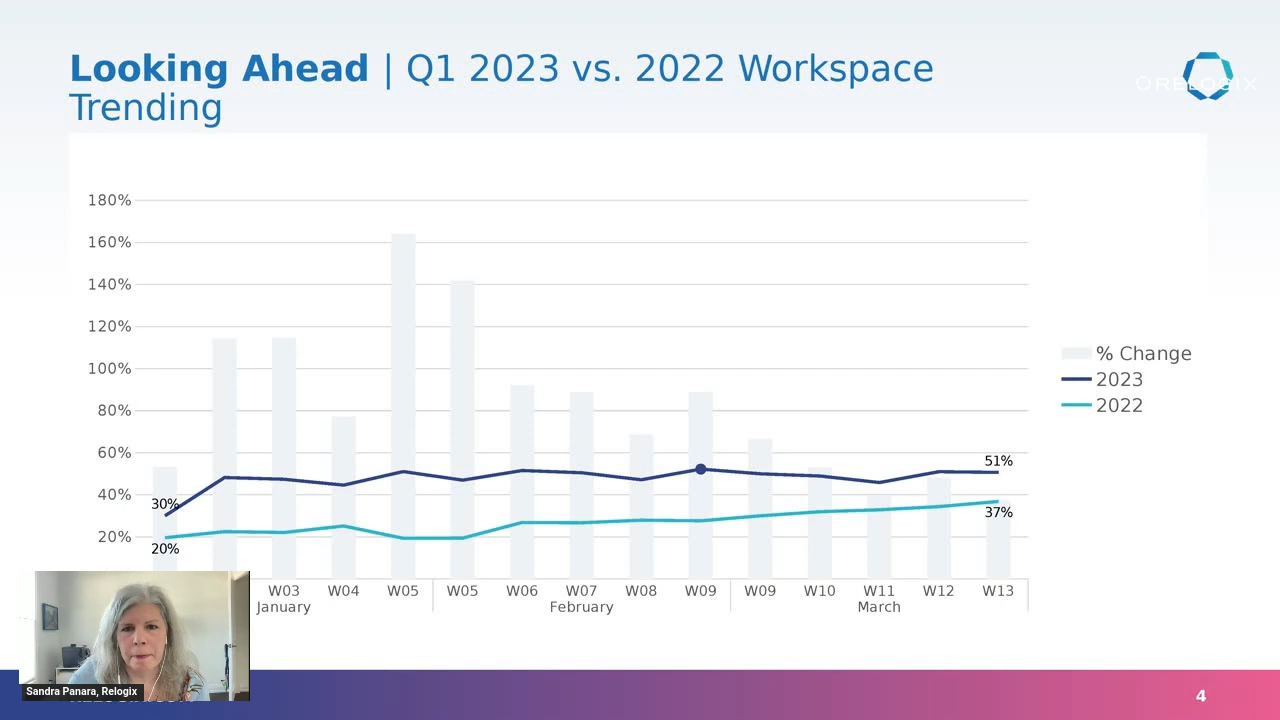 Looking Ahead | Q1 2023 vs. 2022 Workspace
Trending
ORELOGIX
180%
160%
140%
120%
100%
80%
60%
40%
20%
30%
20%
51%
37%
% Change
2023
2022
W03 W04 W05 W05 W06 W07 W08 W09 W09 W10 W11 W12 W13
January February March
Sandra Panara, Relogix
4